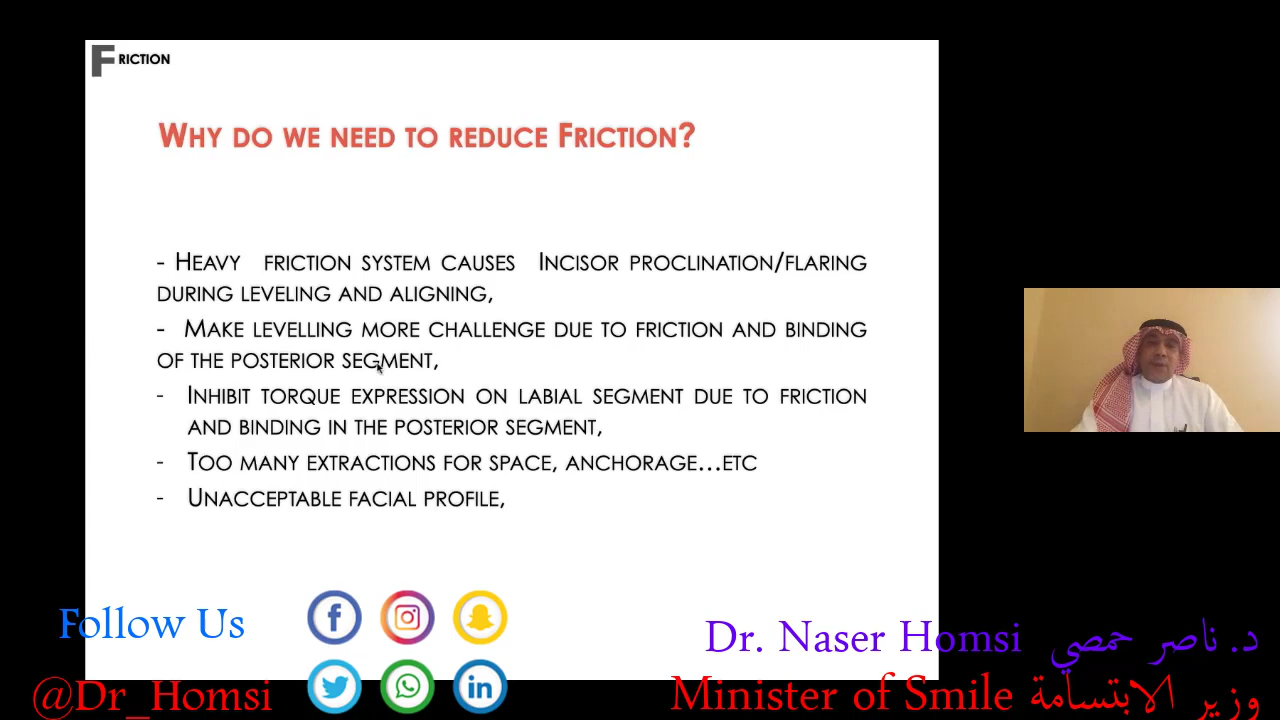 FRICTION
WHY DO WE NEED TO REDUCE FRICTION?
- HEAVY FRICTION SYSTEM CAUSES INCISOR PROCLINATION/FLARING
DURING LEVELING AND ALIGNING,
- MAKE LEVELLING MORE CHALLENGE DUE TO FRICTION AND BINDING
OF THE POSTERIOR SEGMENT,
- INHIBIT TORQUE EXPRESSION ON LABIAL SEGMENT DUE TO FRICTION
AND BINDING IN THE POSTERIOR SEGMENT,
- TOO MANY EXTRACTIONS FOR SPACE, ANCHORAGE...ETC
- UNACCEPTABLE FACIAL PROFILE,
Follow Us
@Dr_Homsi
Dr. Naser Homsi د. ناصر حمصي
Minister of Smile وزير الابتسامة